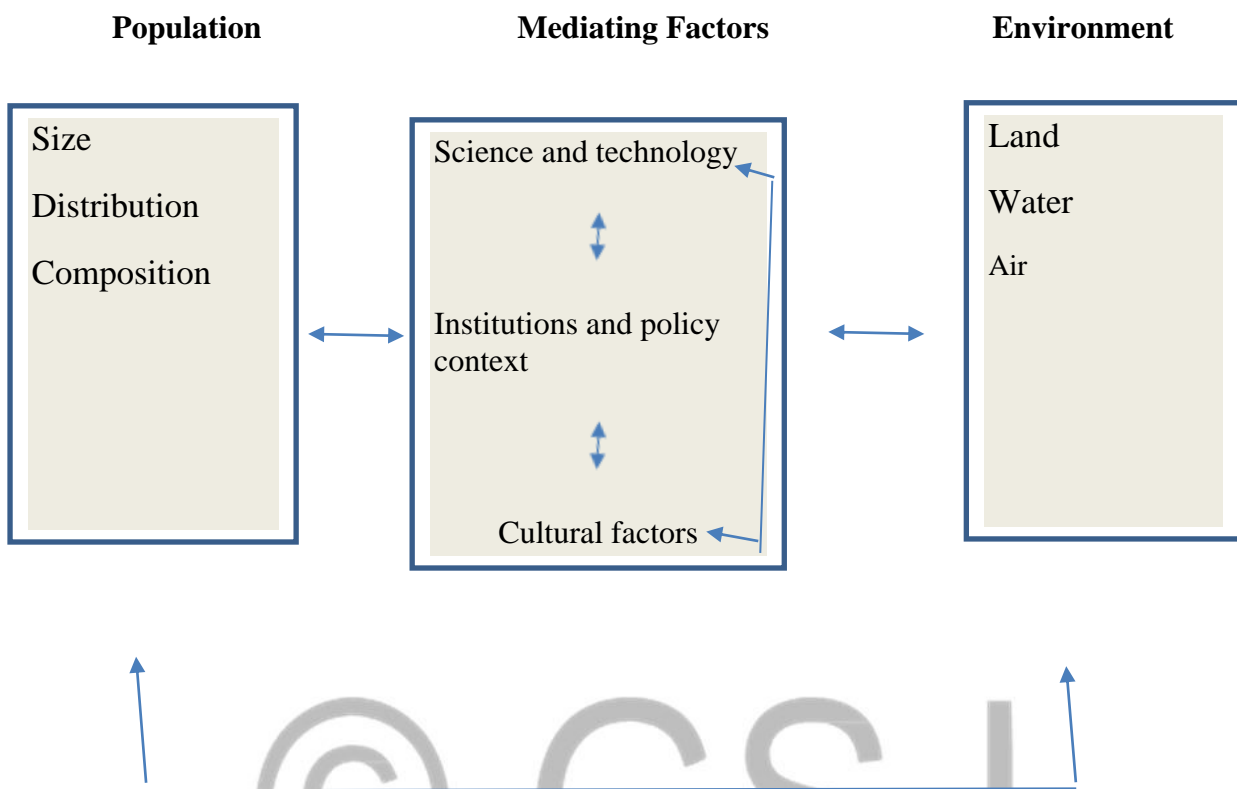 Population
Mediating Factors
Environment
Size
Distribution
Composition
Science and technology
Institutions and policy
context
Cultural factors
Land
Water
Air
© GSJ